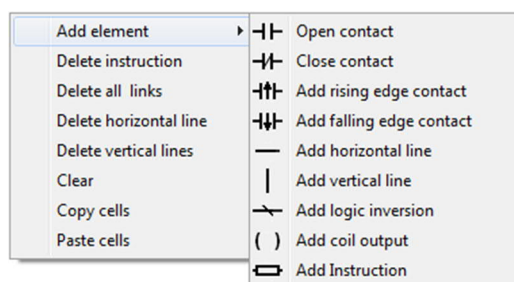 Add element
Delete instruction
Delete all links
Delete horizontal line
Delete vertical lines
Clear
Copy cells
Paste cells
Open contact
Close contact
Add rising edge contact
Add falling edge contact
Add horizontal line
Add vertical line
Add logic inversion
Add coil output
Add Instruction